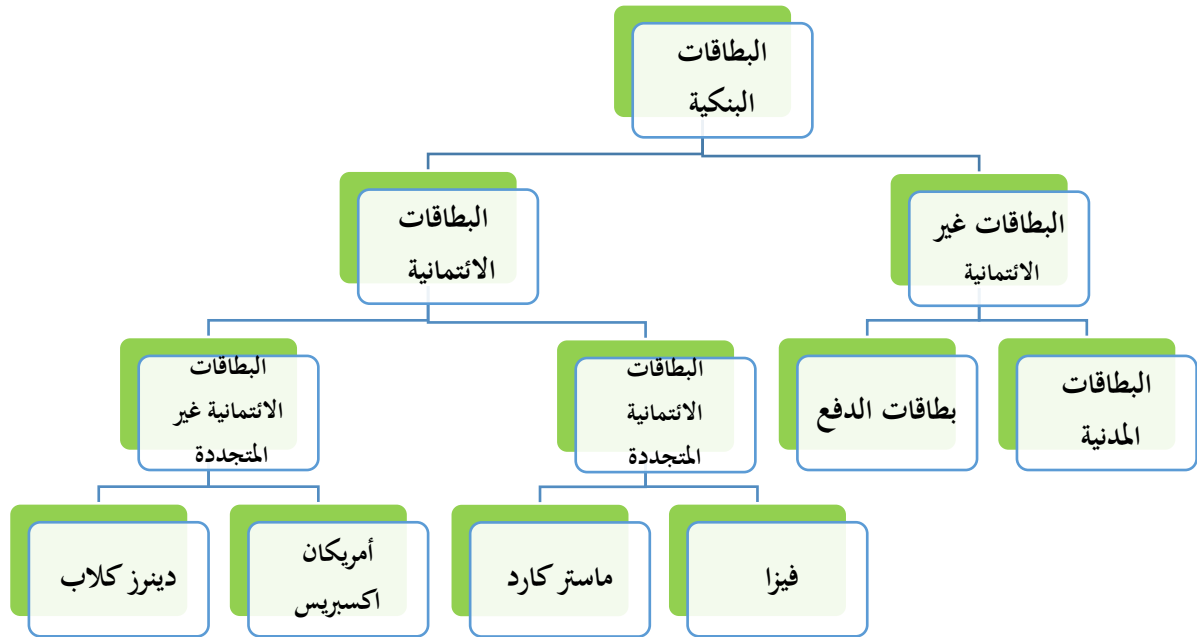 البطاقات
البنكية
البطاقات غير
الائتمانية
البطاقات
الائتمانية
البطاقات
المدنية
بطاقات الدفع
البطاقات
الائتمانية
المتجددة
البطاقات
الائتمانية غير
المتجددة
فيزا
ماستر كارد
أمريكان
اكسبريس
دينرز كلاب